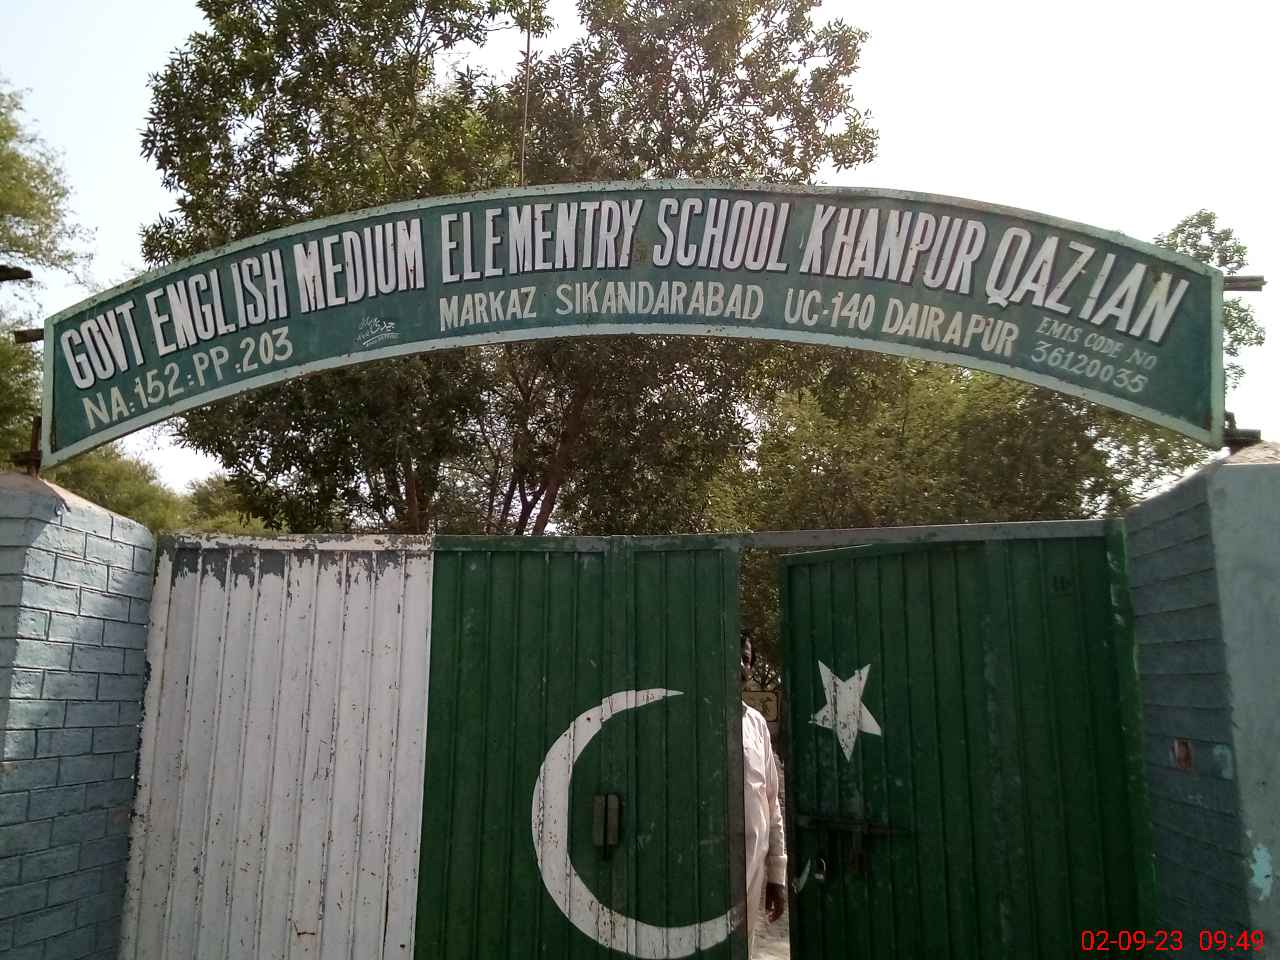 GOVT ENGLISH MEDIUM ELEMENTRY SCHOOL KHANPUR QAZIAN
NA:152:PP:203
MARKAZ SIKANDARABAD UC-140 DAIRAPUR
EMIS CODE NO
36120035
02-09-23 09:49